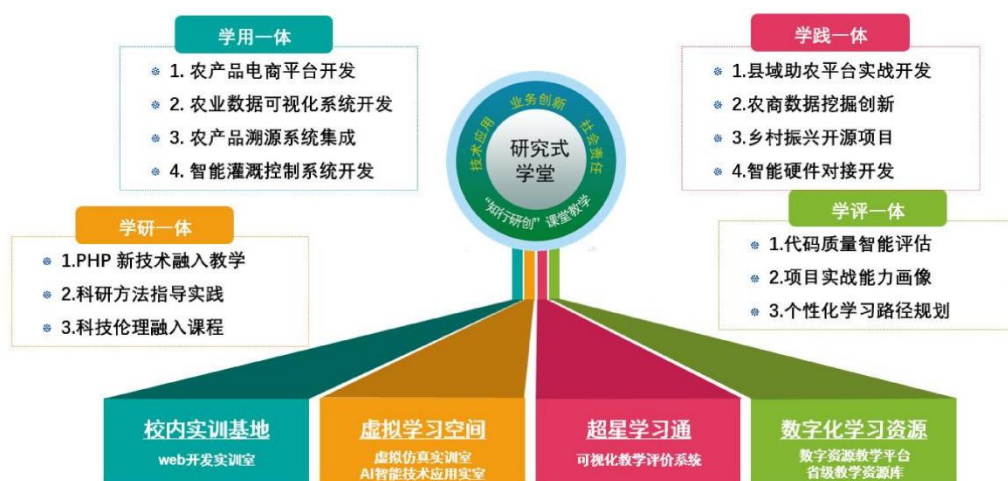 学用一体
1. 农产品电商平台开发
2. 农业数据可视化系统开发
3. 农产品溯源系统集成
4. 智能灌溉控制系统开发
学研一体
1.PHP 新技术融入教学
2.科研方法指导实践
3.科技伦理融入课程
技术应用 业务创新 社会责任
研究式
学堂
“知行研创”课堂教学
学践一体
1.县域助农平台实战开发
2.农商数据挖掘创新
3.乡村振兴开源项目
4.智能硬件对接开发
学评一体
1.代码质量智能评估
2.项目实战能力画像
3.个性化学习路径规划
校内实训基地
web开发实训室
虚拟学习空间
虚拟仿真实训室
AI智能技术应用实室
超星学习通
可视化教学评价系统
数字化学习资源
数字资源教学平台
省级教学资源库